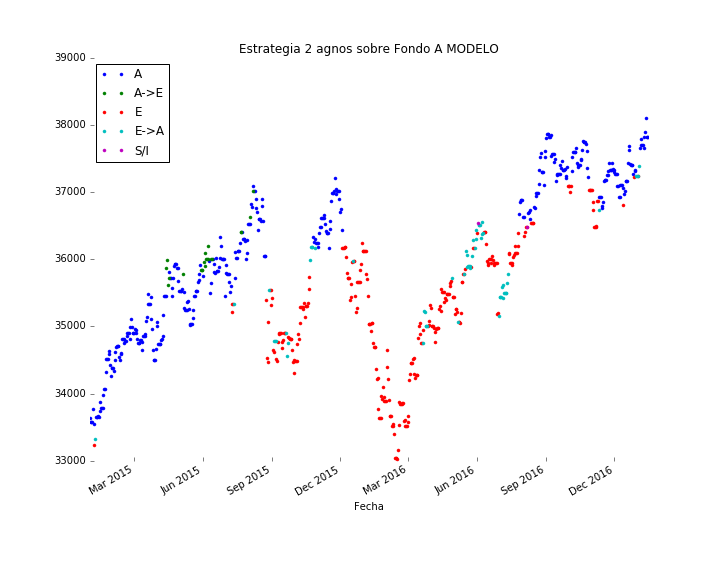 Estrategia 2 agnos sobre Fondo A MODELO
39000
38000
37000
36000
35000
34000
33000
A
A->E
E
E->A
S/I
Mar 2015
Jun 2015
Sep 2015
Dec 2015
Mar 2016
Jun 2016
Sep 2016
Dec 2016
Fecha